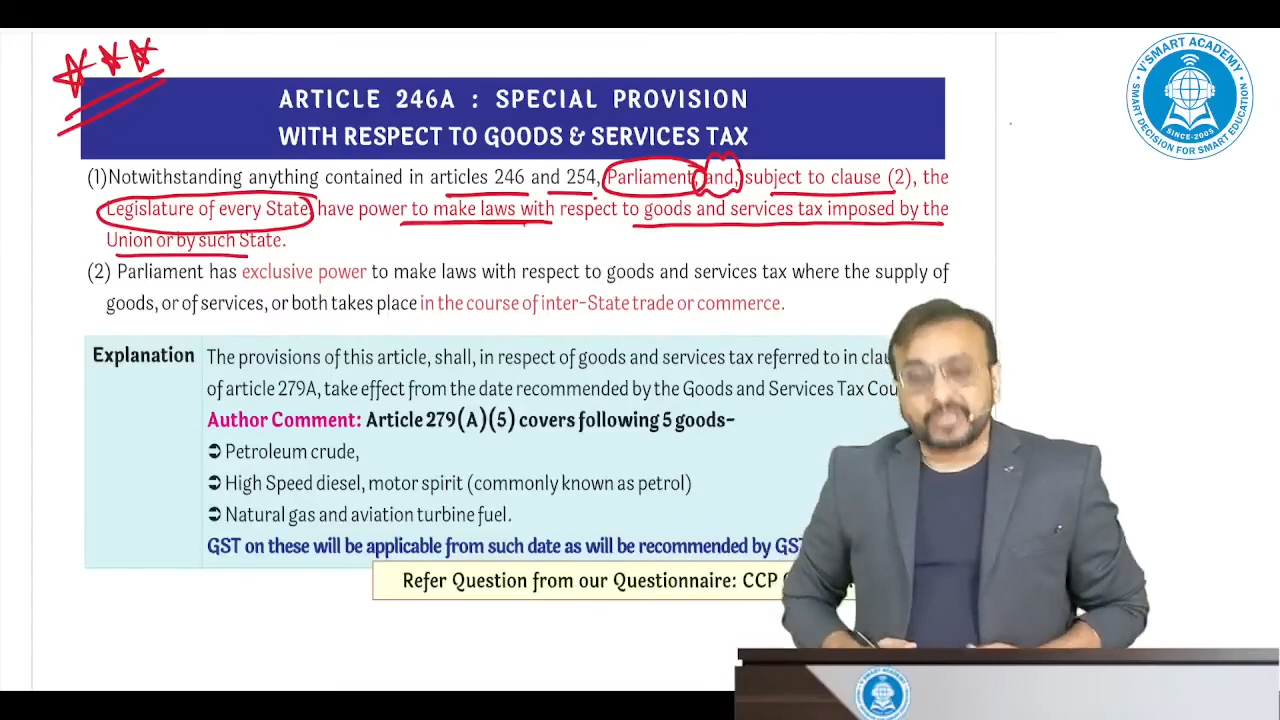 ARTICLE 246A : SPECIAL PROVISION
WITH RESPECT TO GOODS & SERVICES TAX
(1)Notwithstanding anything contained in articles 246 and 254, Parliament, and, subject to clause (2), the
Legislature of every State, have power to make laws with respect to goods and services tax imposed by the
Union or by such State.
(2) Parliament has exclusive power to make laws with respect to goods and services tax where the supply of
goods, or of services, or both takes place in the course of inter-State trade or commerce.
Explanation
The provisions of this article, shall, in respect of goods and services tax referred to in
of article 279A, take effect from the date recommended by the Goods and Services Tax
Author Comment: Article 279(A)(5) covers following 5 goods-
➲ Petroleum crude,
➲ High Speed diesel, motor spirit (commonly known as petrol)
➲ Natural gas and aviation turbine fuel.
GST on these will be applicable from such date as will be recommended by
Refer Question from our Questionnaire: CCP
V'SMART ACADEMY
SINCE-2005
SMART DECISION FOR SMART EDUCATION